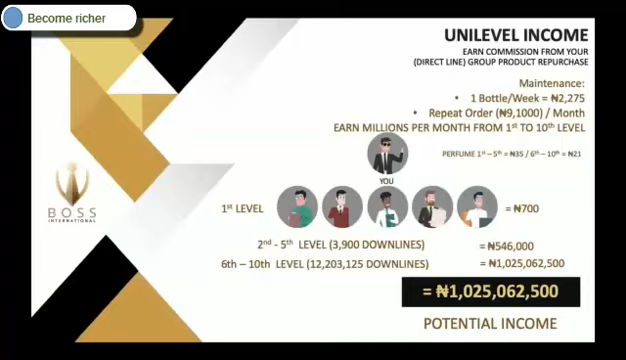 Become richer
UNILEVEL INCOME
EARN COMMISSION FROM YOUR
(DIRECT LINE) GROUP PRODUCT REPURCHASE
Maintenance:
• 1 Bottle/Week = ₦2,275
• Repeat Order (₦9,1000) / Month
EARN MILLIONS PER MONTH FROM 1st TO 10th LEVEL
PERFUME 1st – 5th = ₦35 / 6th – 10th = ₦21
YOU
1st LEVEL = ₦700
2nd - 5th LEVEL (3,900 DOWNLINES) = ₦546,000
6th – 10th LEVEL (12,203,125 DOWNLINES) = ₦1,025,062,500
= ₦1,025,062,500
POTENTIAL INCOME
BOSS
INTERNATIONAL